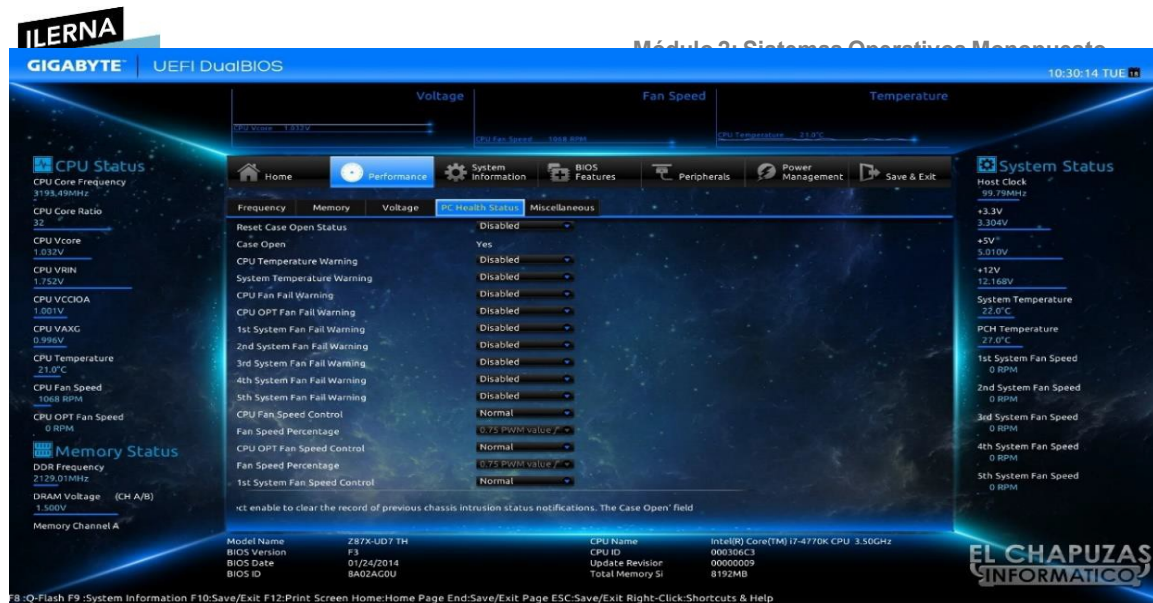 ILERNA
Módulo 2: Sistemas Operativos Monopuesto
GIGABYTE UEFI DualBIOS
10:30:14 TUE 18
Voltage
CPU Vcore 1.032V
Fan Speed
CPU Fan Speed 1068 RPM
Temperature
CPU Temperature 21.0°C
CPU Status
CPU Core Frequency
3193.49MHz
CPU Core Ratio
32
CPU Vcore
1.032V
CPU VRIN
1.752V
CPU VCCIOA
1.001V
CPU VAXG
0.996V
CPU Temperature
21.0°C
CPU Fan Speed
1068 RPM
CPU OPT Fan Speed
0 RPM
Memory Status
DDR Frequency
2129.01MHz
DRAM Voltage (CH A/B)
1.500V
Memory Channel A
Home
Performance
System Information
BIOS Features
Peripherals
Power Management
Save & Exit
Frequency Memory Voltage PC Health Status Miscellaneous
Reset Case Open Status Disabled
Case Open Yes
CPU Temperature Warning Disabled
System Temperature Warning Disabled
CPU Fan Fail Warning Disabled
CPU OPT Fan Fail Warning Disabled
1st System Fan Fail Warning Disabled
2nd System Fan Fail Warning Disabled
3rd System Fan Fail Warning Disabled
4th System Fan Fail Warning Disabled
5th System Fan Fail Warning Disabled
CPU Fan Speed Control Normal
Fan Speed Percentage 0.75 PWM value /°
CPU OPT Fan Speed Control Normal
Fan Speed Percentage 0.75 PWM value /°
1st System Fan Speed Control Normal
ct enable to clear the record of previous chassis intrusion status notifications. The Case Open' field
System Status
Host Clock
99.79MHz
+3.3V
3.304V
+5V
5.010V
+12V
12.168V
System Temperature
22.0°C
PCH Temperature
27.0°C
1st System Fan Speed
0 RPM
2nd System Fan Speed
0 RPM
3rd System Fan Speed
0 RPM
4th System Fan Speed
0 RPM
5th System Fan Speed
0 RPM
Model Name Z87X-UD7 TH
BIOS Version F3
BIOS Date 01/24/2014
BIOS ID 8A02AG0U
CPU Name Intel(R) Core(TM) i7-4770K CPU 3.50GHz
CPU ID 000306C3
Update Revision 00000009
Total Memory Si 8192MB
EL CHAPUZAS
INFORMÁTICO
F8 :Q-Flash F9 :System Information F10:Save/Exit F12:Print Screen Home:Home Page End:Save/Exit Page ESC:Save/Exit Right-Click:Shortcuts & Help